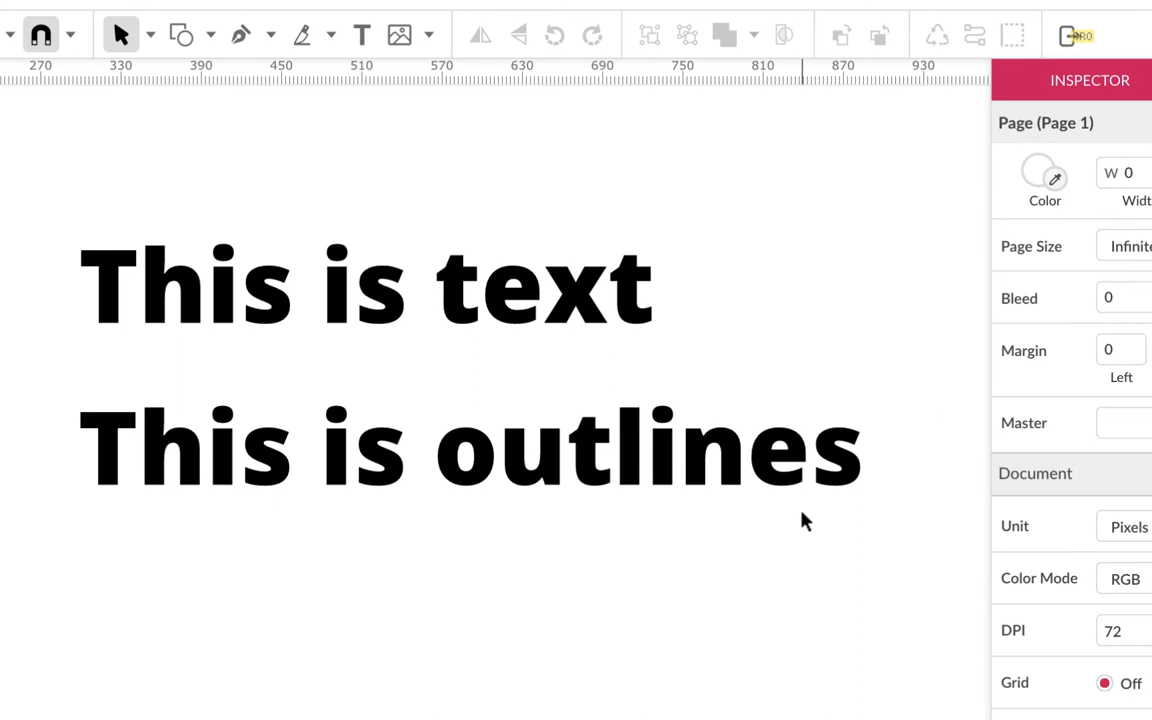 T
PRO
270 330 390 450 510 570 630 690 750 810 870 930
INSPECTOR
Page (Page 1)
W 0
Color
Widt
Page Size Infinite
Bleed 0
Margin 0
Left
Master
Document
Unit Pixels
Color Mode RGB
DPI 72
Grid Off
This is text
This is outlines